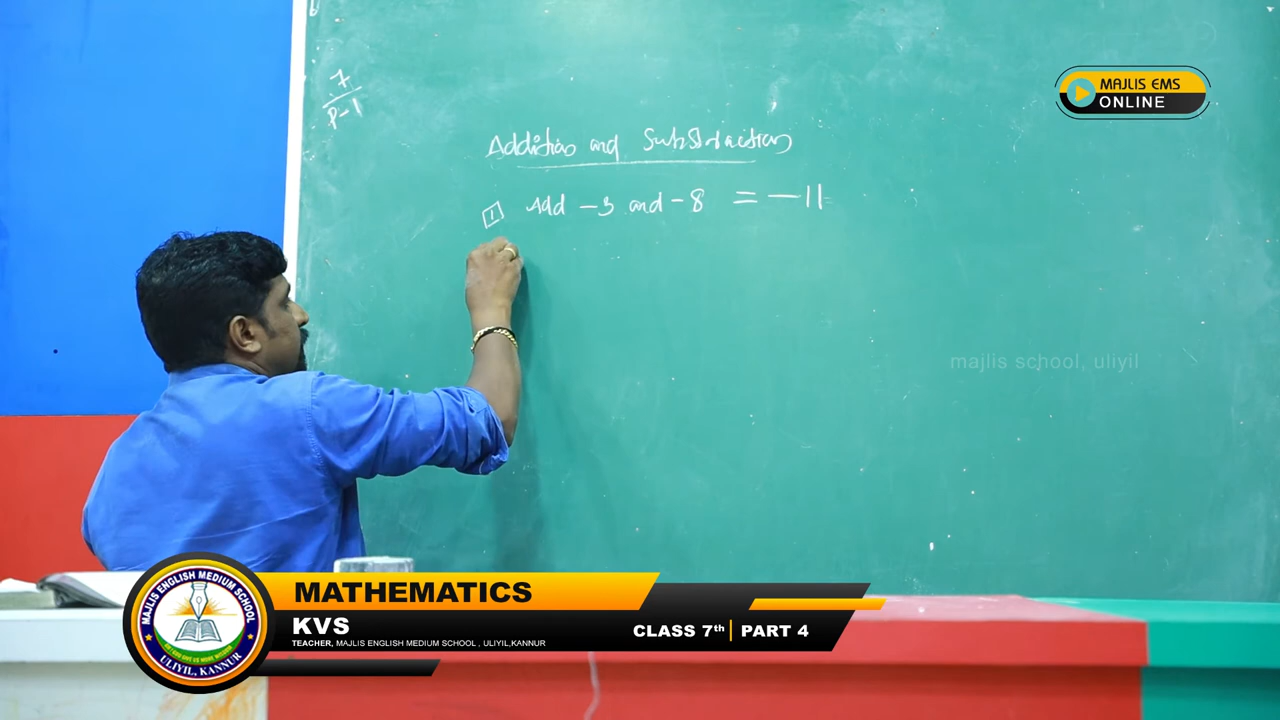 7
P-1
Addition and Substraction
1 Add -3 and -8 = -11
MAJLIS EMS
ONLINE
majlis school, uliyil
MATHEMATICS
KVS
TEACHER, MAJLIS ENGLISH MEDIUM SCHOOL , ULIYIL,KANNUR
CLASS 7th | PART 4
MAJLIS ENGLISH MEDIUM SCHOOL
ULIYIL, KANNUR